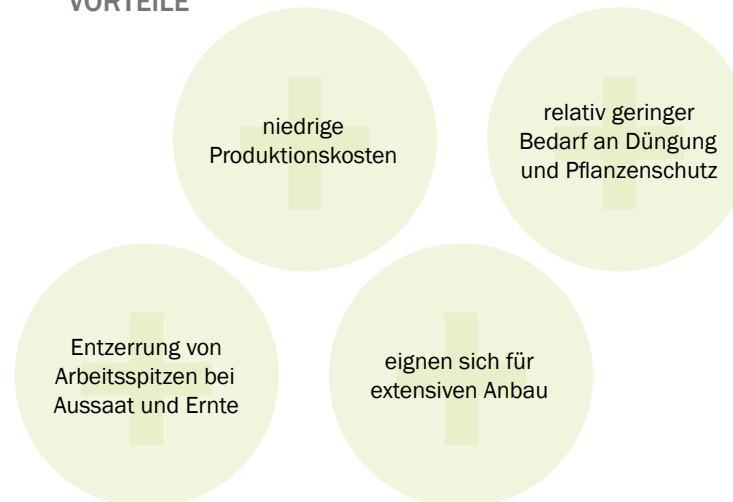 VORTEILE
niedrige
Produktionskosten
relativ geringer
Bedarf an Düngung
und Pflanzenschutz
Entzerrung von
Arbeitsspitzen bei
Aussaat und Ernte
eignen sich für
extensiven Anbau